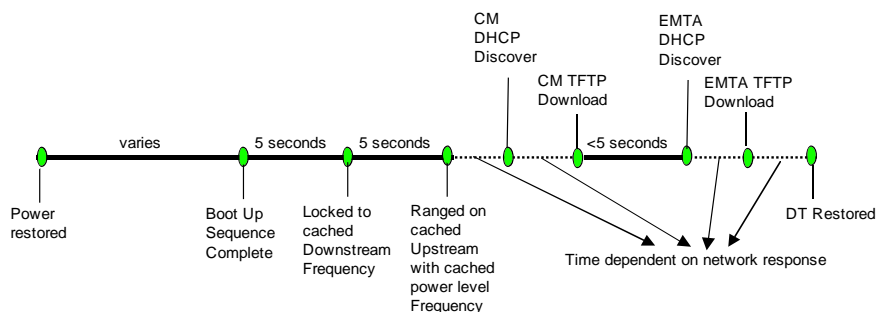 CM
DHCP
Discover
EMTA
DHCP
Discover
CM TFTP
Download
EMTA TFTP
Download
varies
5 seconds
5 seconds
<5 seconds
Power
restored
Boot Up
Sequence
Complete
Locked to
cached
Downstream
Frequency
Ranged on
cached
Upstream
with cached
power level
Frequency
DT Restored
Time dependent on network response